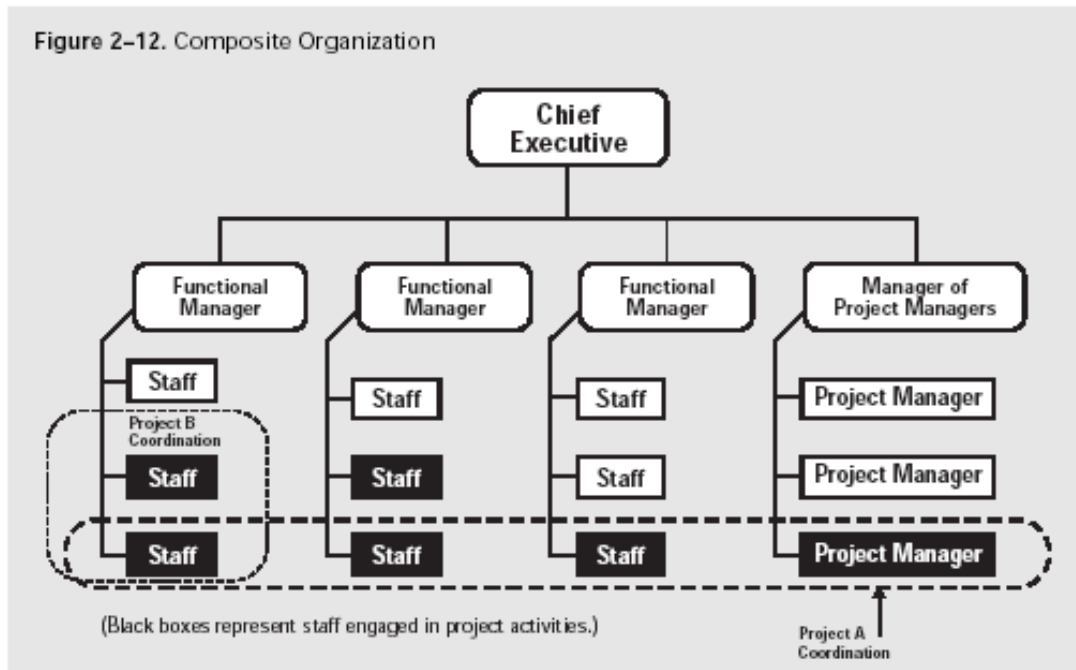 Figure 2–12. Composite Organization
Chief
Executive
Functional
Manager
Functional
Manager
Functional
Manager
Manager of
Project Managers
Staff
Staff
Staff
Project Manager
Project B
Coordination
Staff
Staff
Staff
Project Manager
Staff
Staff
Staff
Project Manager
(Black boxes represent staff engaged in project activities.)
Project A
Coordination